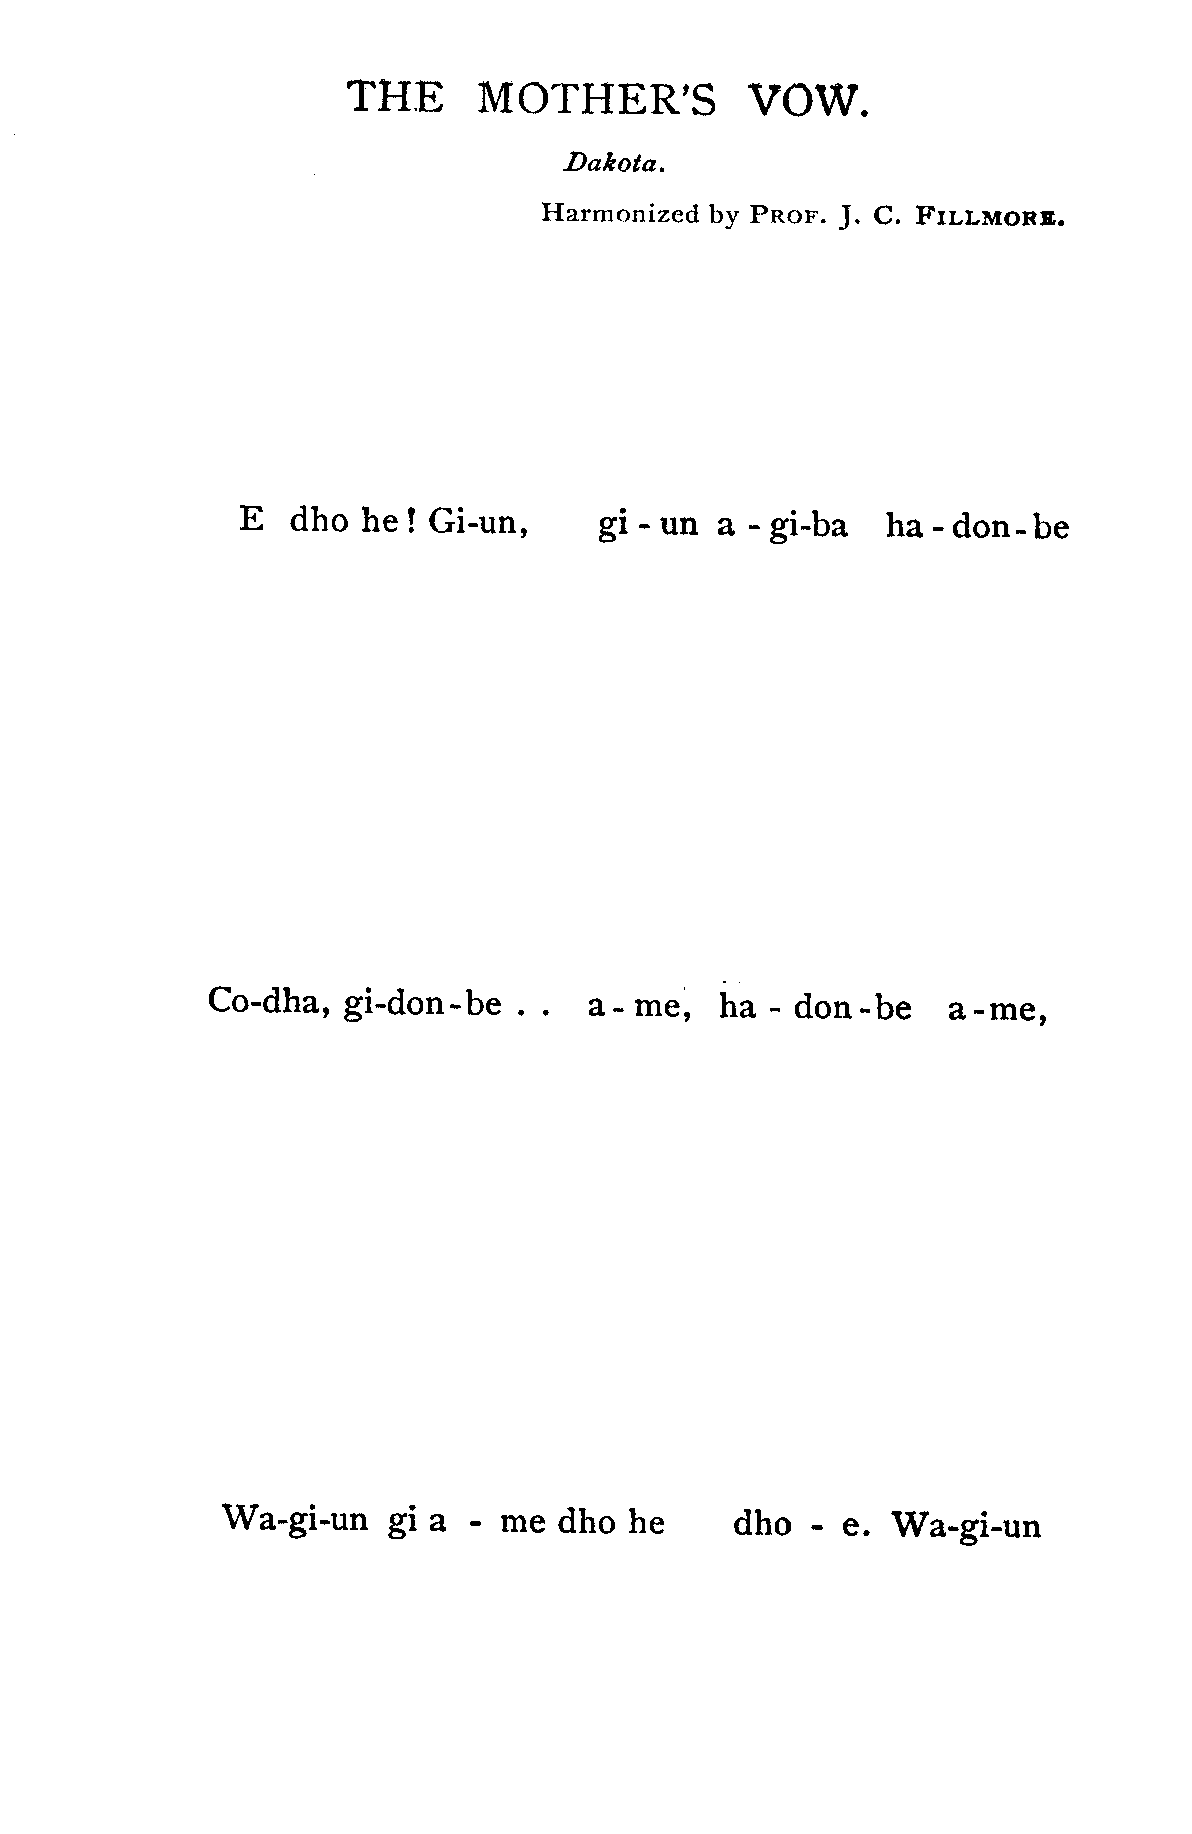 THE MOTHER'S VOW.
Dakota.
Harmonized by PROF. J. C. FILLMORE.
E dho he! Gi-un, gi - un a - gi-ba ha - don - be
Co-dha, gi-don-be . . a - me, ha - don - be a - me,
Wa-gi-un gi a - me dho he dho - e. Wa-gi-un